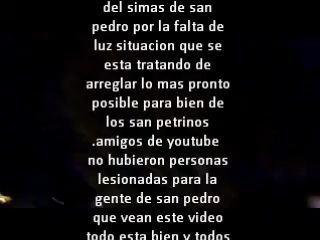 del simas de san
pedro por la falta de
luz situacion que se
esta tratando de
arreglar lo mas pronto
posible para bien de
los san petrinos
.amigos de youtube
no hubieron personas
lesionadas para la
gente de san pedro
que vean este video
todo esta bien y todos